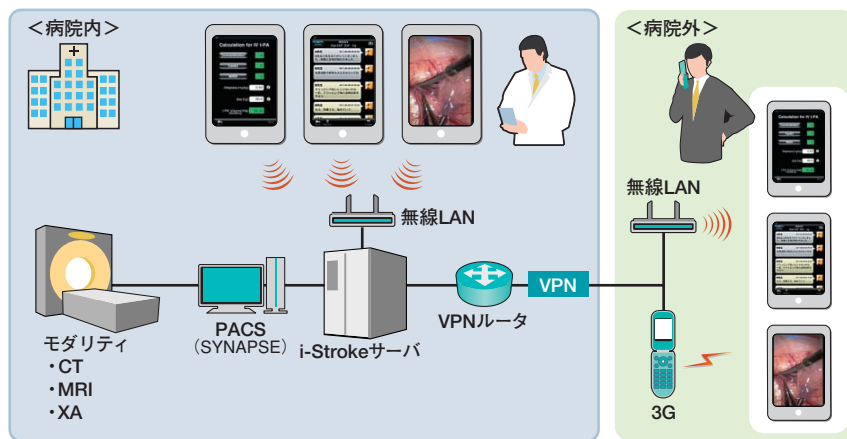 ＜病院内＞
Calculation for IV t-PA
無線LAN
モダリティ
・CT
・MRI
・XA
PACS
（SYNAPSE）
i-Strokeサーバ
VPNルータ
VPN
＜病院外＞
無線LAN
3G
Calculation for IV t-PA